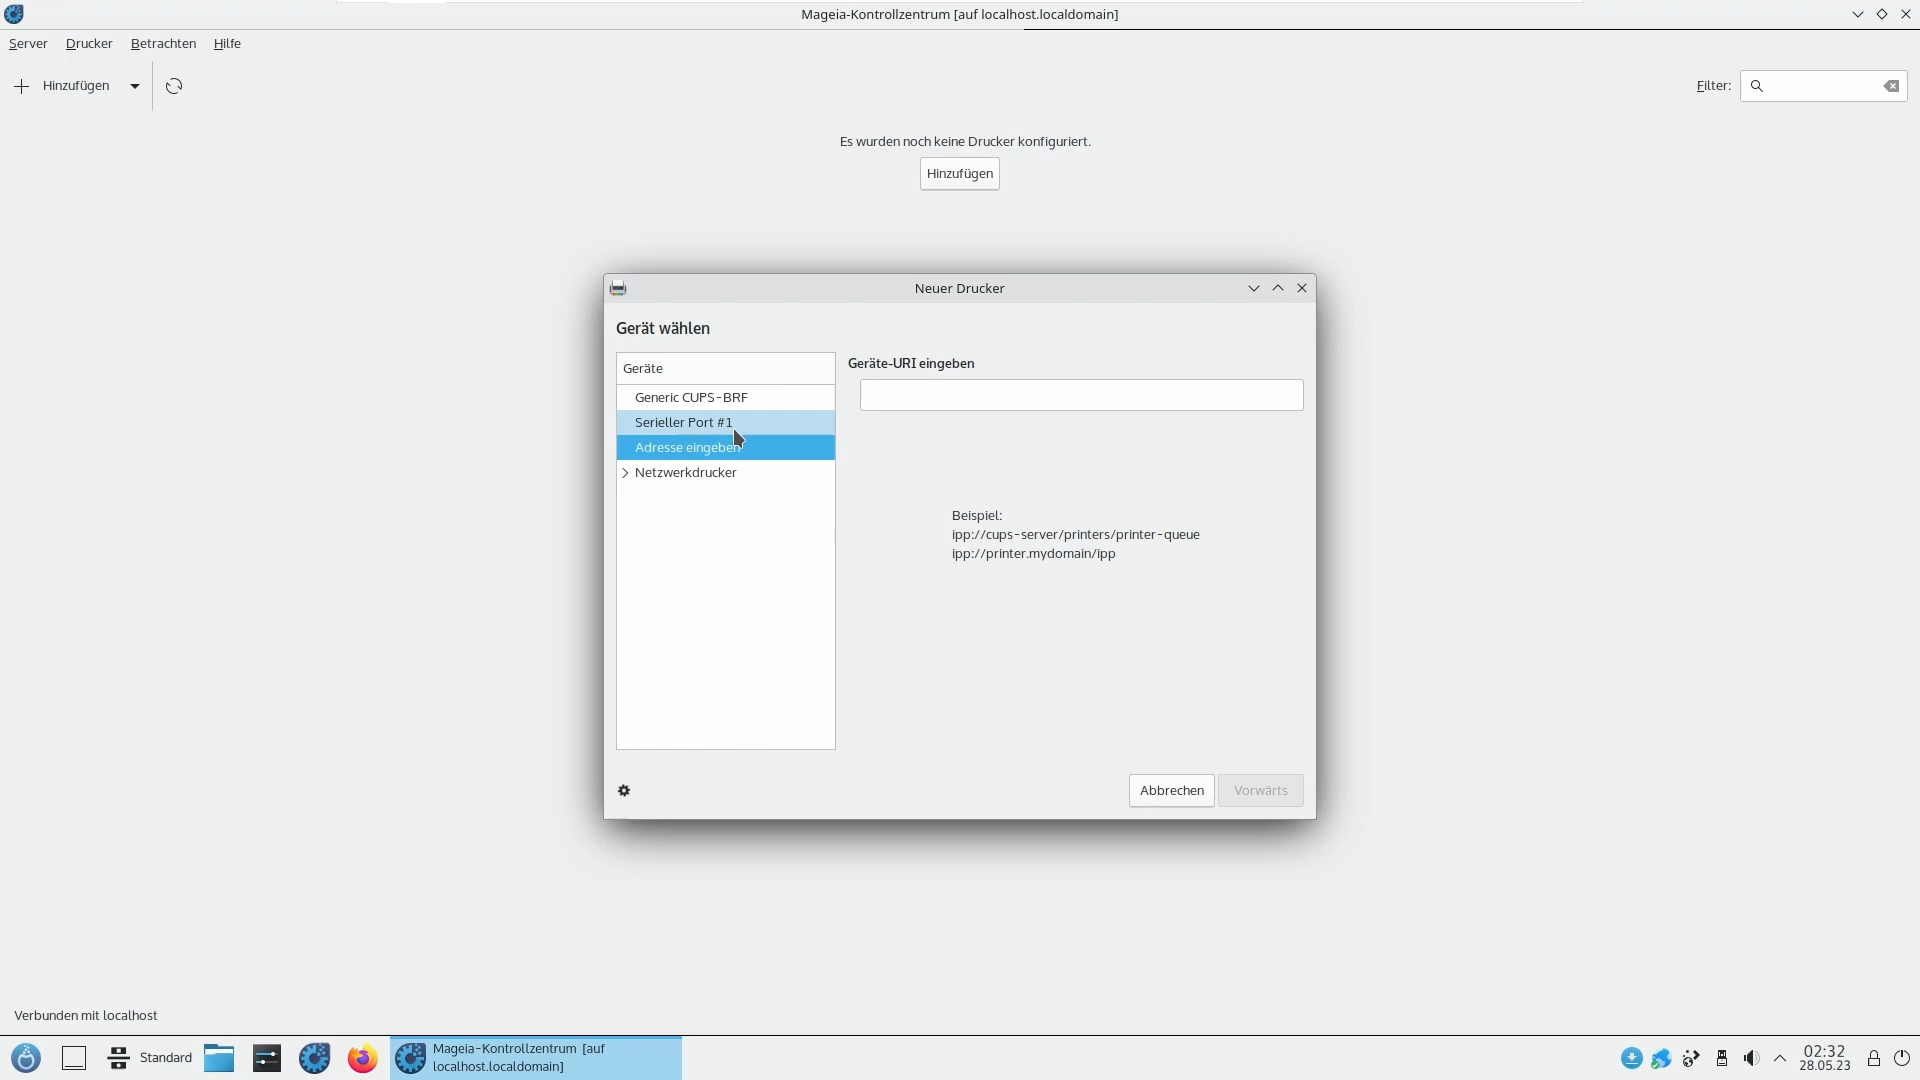 Mageia-Kontrollzentrum [auf localhost.localdomain]
Server Drucker Betrachten Hilfe
Hinzufügen
Filter:
Es wurden noch keine Drucker konfiguriert.
Hinzufügen
Neuer Drucker
Gerät wählen
Geräte
Generic CUPS-BRF
Serieller Port #1
Adresse eingeben
Netzwerkdrucker
Geräte-URI eingeben
Beispiel:
ipp://cups-server/printers/printer-queue
ipp://printer.mydomain/ipp
Abbrechen Vorwärts
Verbunden mit localhost
Standard
Mageia-Kontrollzentrum [auf
localhost.localdomain]
02:32
28.05.23